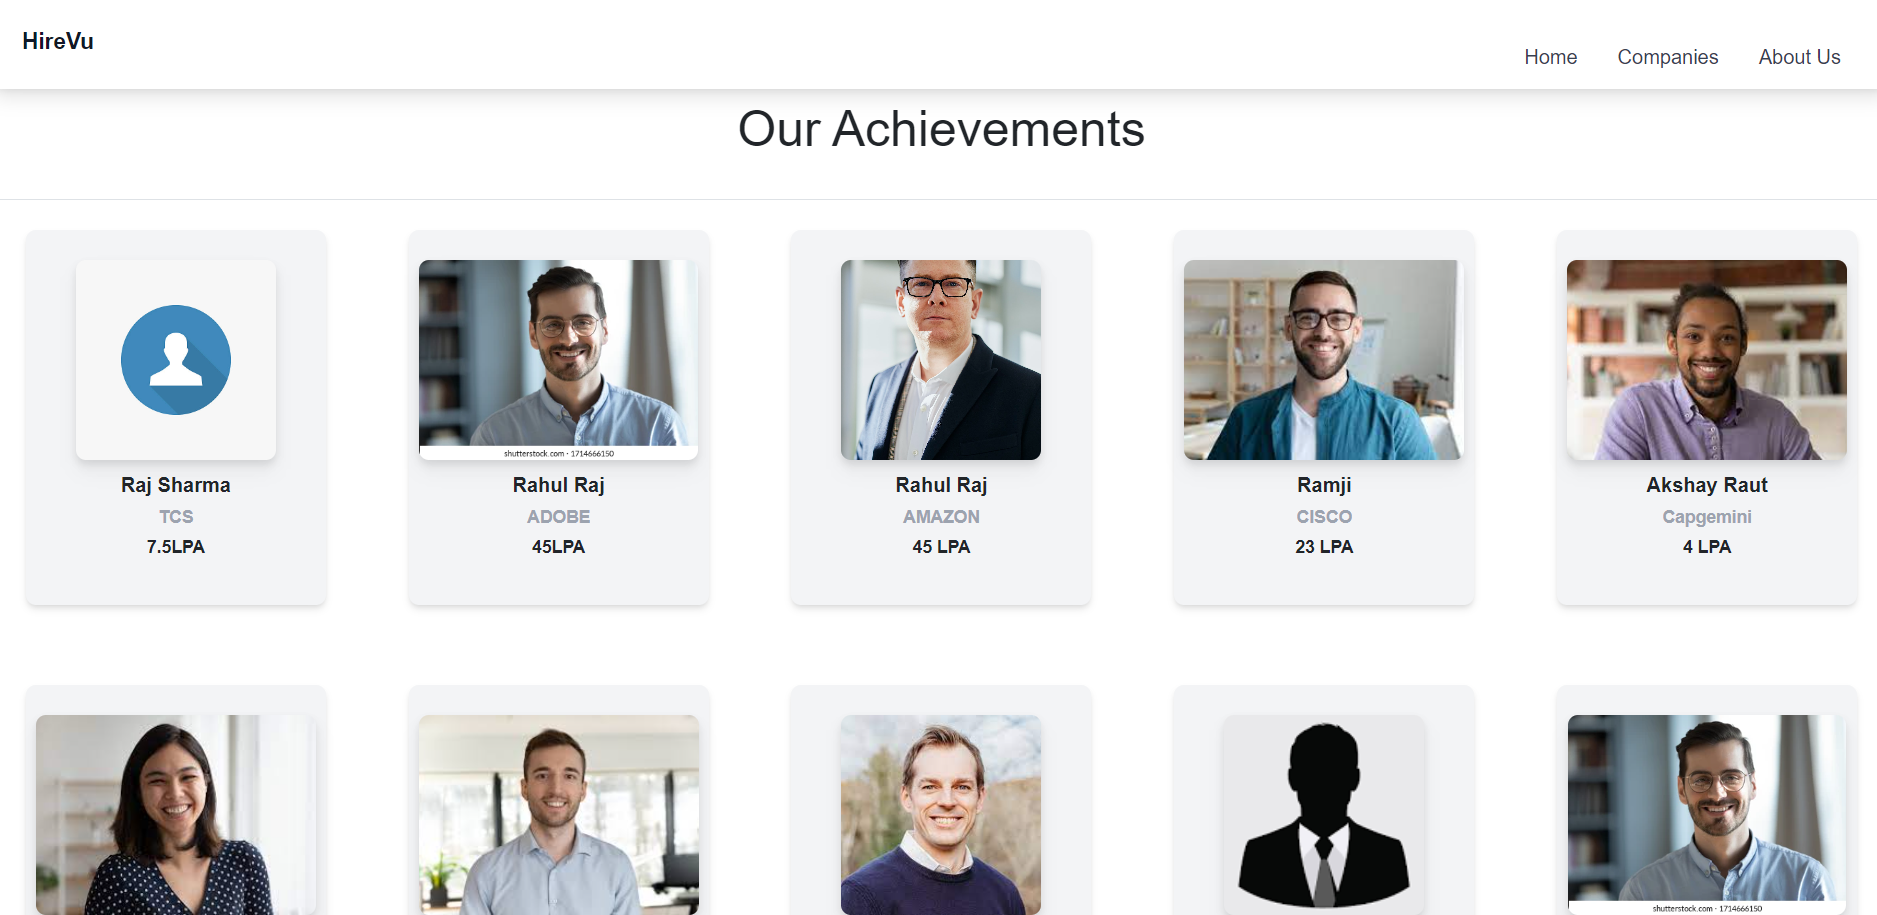 HireVu
Home Companies About Us
Our Achievements
shutterstock.com · 1714666150
Raj Sharma
TCS
7.5LPA
Rahul Raj
ADOBE
45LPA
Rahul Raj
AMAZON
45 LPA
Ramji
CISCO
23 LPA
Akshay Raut
Capgemini
4 LPA
shutterstock.com · 1714666150